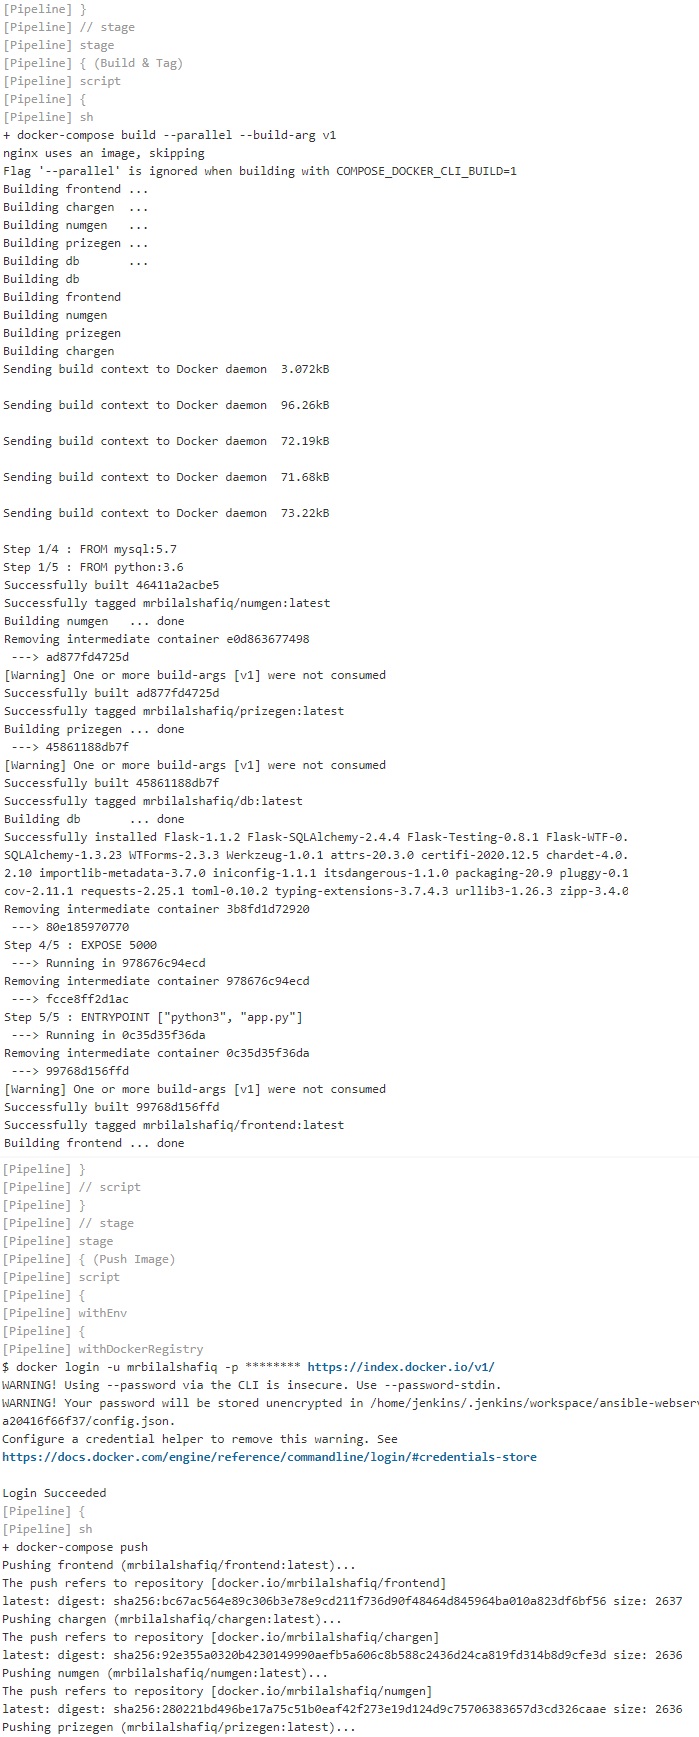 [Pipeline] }
[Pipeline] // stage
[Pipeline] stage
[Pipeline] { (Build & Tag)
[Pipeline] script
[Pipeline] {
[Pipeline] sh
+ docker-compose build --parallel --build-arg v1
nginx uses an image, skipping
Flag '--parallel' is ignored when building with COMPOSE_DOCKER_CLI_BUILD=1
Building frontend ...
Building chargen  ...
Building numgen   ...
Building prizegen ...
Building db       ...
Building db
Building frontend
Building numgen
Building prizegen
Building chargen
Sending build context to Docker daemon  3.072kB
Sending build context to Docker daemon  96.26kB
Sending build context to Docker daemon  72.19kB
Sending build context to Docker daemon  71.68kB
Sending build context to Docker daemon  73.22kB
Step 1/4 : FROM mysql:5.7
Step 1/5 : FROM python:3.6
Successfully built 46411a2acbe5
Successfully tagged mrbilalshafiq/numgen:latest
Building numgen   ... done
Removing intermediate container e0d863677498
 ---> ad877fd4725d
[Warning] One or more build-args [v1] were not consumed
Successfully built ad877fd4725d
Successfully tagged mrbilalshafiq/prizegen:latest
Building prizegen ... done
 ---> 45861188db7f
[Warning] One or more build-args [v1] were not consumed
Successfully built 45861188db7f
Successfully tagged mrbilalshafiq/db:latest
Building db       ... done
Successfully installed Flask-1.1.2 Flask-SQLAlchemy-2.4.4 Flask-Testing-0.8.1 Flask-WTF-0.
SQLAlchemy-1.3.23 WTForms-2.3.3 Werkzeug-1.0.1 attrs-20.3.0 certifi-2020.12.5 chardet-4.0.
2.10 importlib-metadata-3.7.0 iniconfig-1.1.1 itsdangerous-1.1.0 packaging-20.9 pluggy-0.1
cov-2.11.1 requests-2.25.1 toml-0.10.2 typing-extensions-3.7.4.3 urllib3-1.26.3 zipp-3.4.0
Removing intermediate container 3b8fd1d72920
 ---> 80e185970770
Step 4/5 : EXPOSE 5000
 ---> Running in 978676c94ecd
Removing intermediate container 978676c94ecd
 ---> fcce8ff2d1ac
Step 5/5 : ENTRYPOINT ["python3", "app.py"]
 ---> Running in 0c35d35f36da
Removing intermediate container 0c35d35f36da
 ---> 99768d156ffd
[Warning] One or more build-args [v1] were not consumed
Successfully built 99768d156ffd
Successfully tagged mrbilalshafiq/frontend:latest
Building frontend ... done
[Pipeline] }
[Pipeline] // script
[Pipeline] }
[Pipeline] // stage
[Pipeline] stage
[Pipeline] { (Push Image)
[Pipeline] script
[Pipeline] {
[Pipeline] withEnv
[Pipeline] {
[Pipeline] withDockerRegistry
$ docker login -u mrbilalshafiq -p ******** https://index.docker.io/v1/
WARNING! Using --password via the CLI is insecure. Use --password-stdin.
WARNING! Your password will be stored unencrypted in /home/jenkins/.jenkins/workspace/ansible-webserv
a20416f66f37/config.json.
Configure a credential helper to remove this warning. See
https://docs.docker.com/engine/reference/commandline/login/#credentials-store
Login Succeeded
[Pipeline] {
[Pipeline] sh
+ docker-compose push
Pushing frontend (mrbilalshafiq/frontend:latest)...
The push refers to repository [docker.io/mrbilalshafiq/frontend]
latest: digest: sha256:bc67ac564e89c306b3e78e9cd211f736d90f48464d845964ba010a823df6bf56 size: 2637
Pushing chargen (mrbilalshafiq/chargen:latest)...
The push refers to repository [docker.io/mrbilalshafiq/chargen]
latest: digest: sha256:92e355a0320b4230149990aefb5a606c8b588c2436d24ca819fd314b8d9cfe3d size: 2636
Pushing numgen (mrbilalshafiq/numgen:latest)...
The push refers to repository [docker.io/mrbilalshafiq/numgen]
latest: digest: sha256:280221bd496be17a75c51b0eaf42f273e19d124d9c75706383657d3cd326caae size: 2636
Pushing prizegen (mrbilalshafiq/prizegen:latest)...